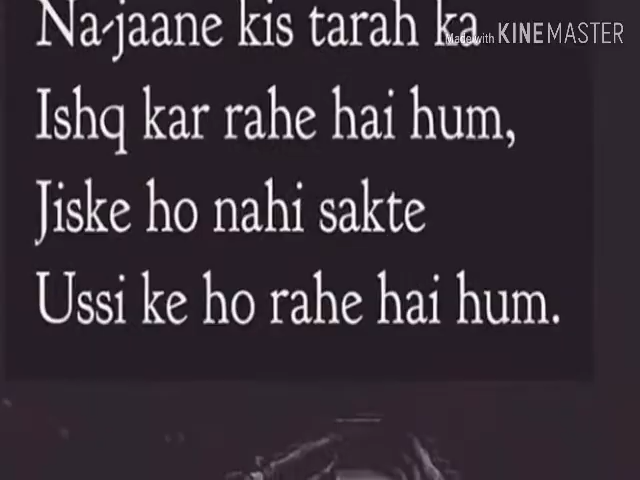 Na-jaane kis tarah ka
Made with KINEMASTER
Ishq kar rahe hai hum,
Jiske ho nahi sakte
Ussi ke ho rahe hai hum.